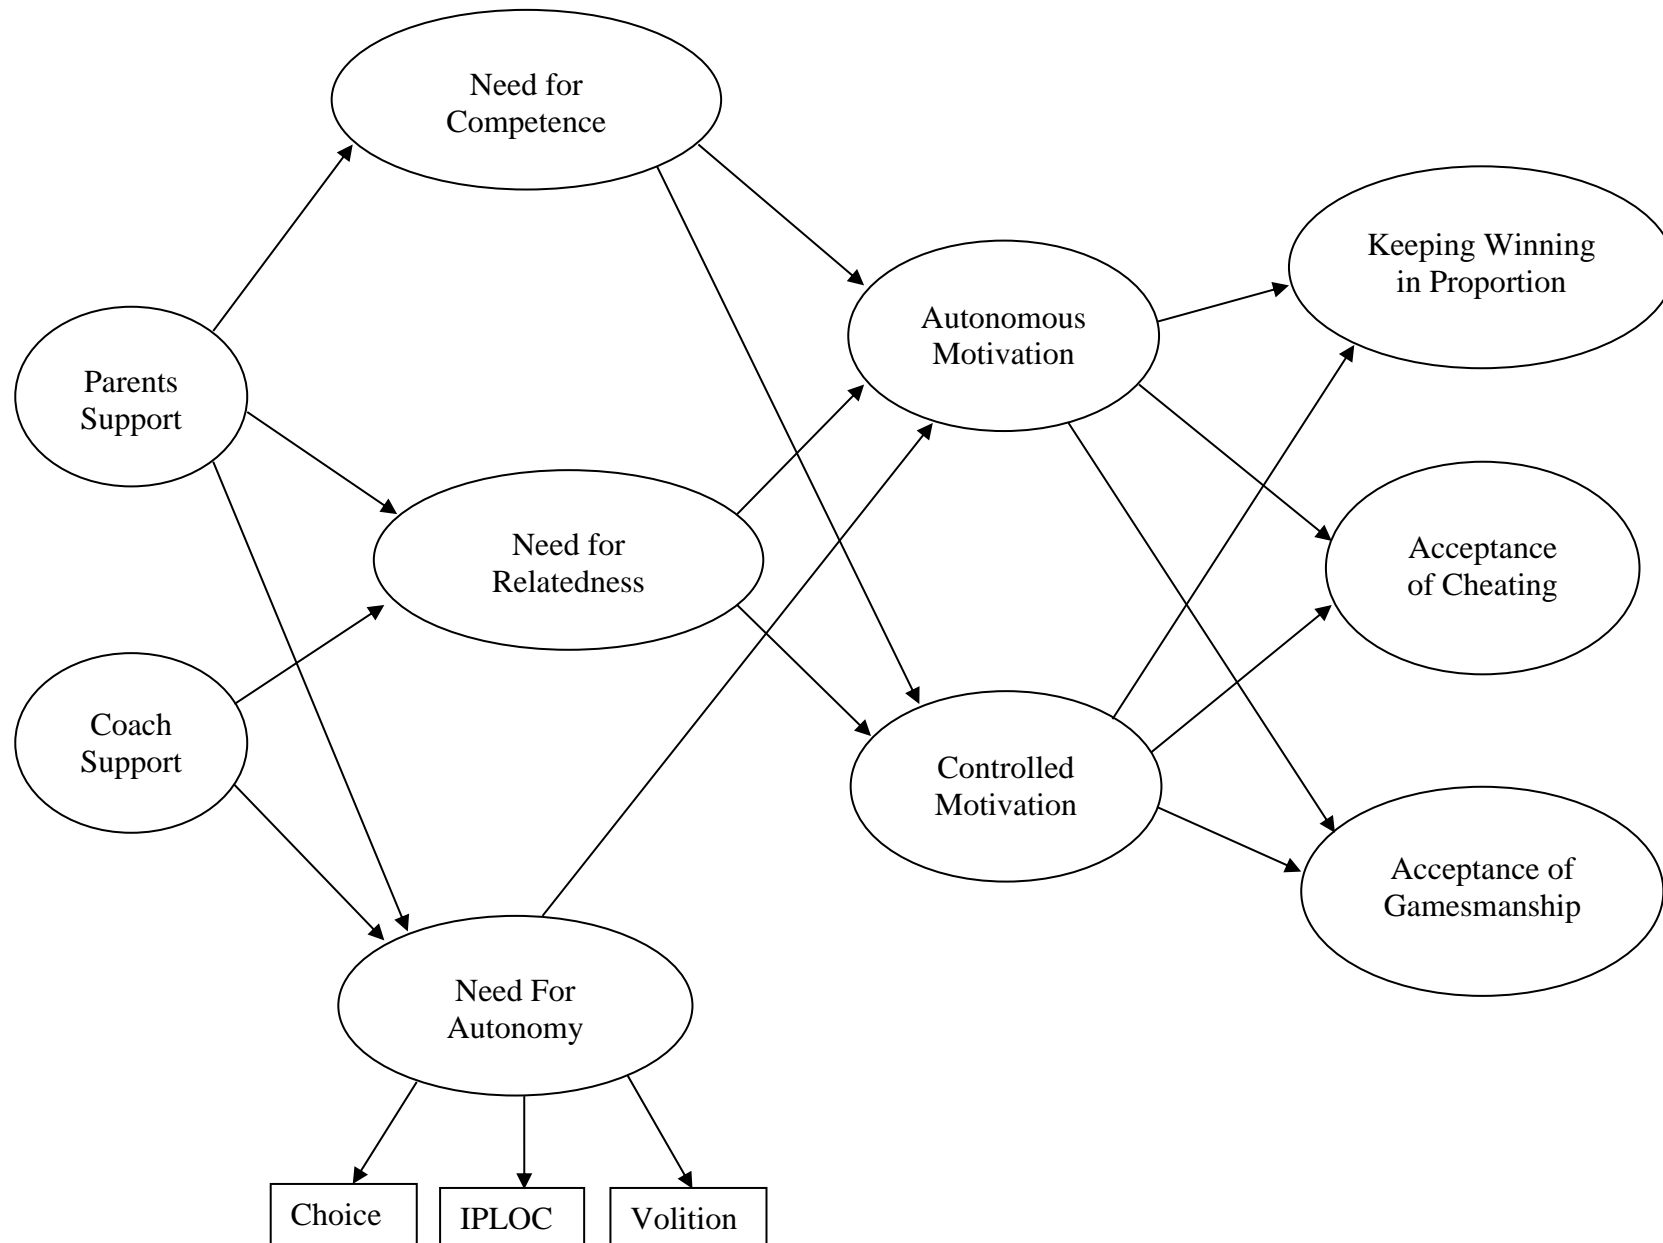 Need for
Competence
Keeping Winning
in Proportion
Autonomous
Motivation
Parents
Support
Need for
Relatedness
Acceptance
of Cheating
Coach
Support
Controlled
Motivation
Acceptance of
Gamesmanship
Need For
Autonomy
Choice
IPLOC
Volition